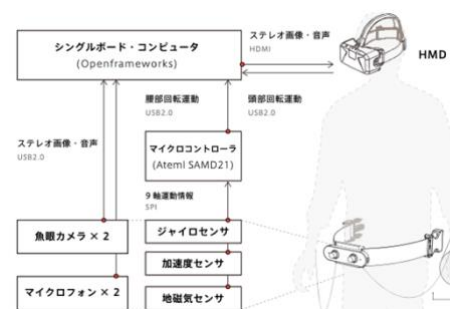 シングルボード・コンピュータ
(Openframeworks)
ステレオ画像・音声
HDMI
HMD
腰部回転運動
USB2.0
頭部回転運動
USB2.0
ステレオ画像・音声
USB2.0
マイクロコントローラ
(Ateml SAMD21)
9 軸運動情報
SPI
魚眼カメラ × 2
ジャイロセンサ
加速度センサ
マイクロフォン × 2
地磁気センサ